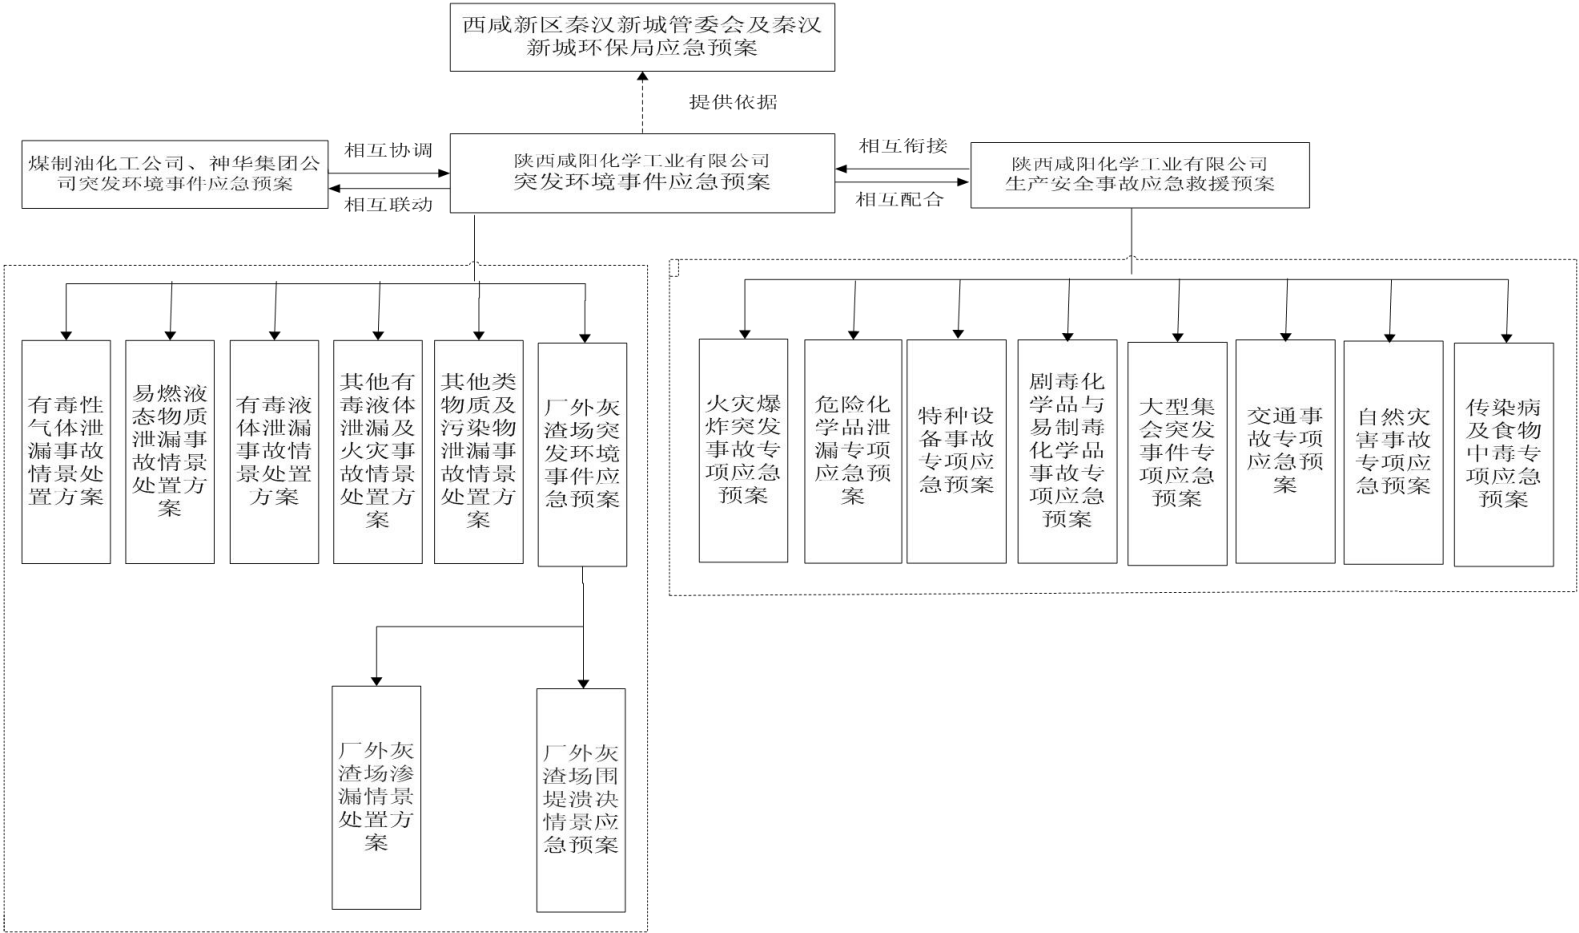 西咸新区秦汉新城管委会及秦汉
新城环保局应急预案
提供依据
煤制油化工公司、神华集团公
司突发环境事件应急预案
相互协调
相互联动
陕西咸阳化学工业有限公司
突发环境事件应急预案
相互衔接
相互配合
陕西咸阳化学工业有限公司
生产安全事故应急救援预案
有毒性
气体泄
漏事故
情景处
置方案
易燃液
态物质
泄漏事
故情景
处置方
案
有毒液
体泄漏
事故情
景处置
方案
其他有
毒液体
泄漏及
火灾事
故情景
处置方
案
其他类
物质及
污染物
泄漏事
故情景
处置方
案
厂外灰
渣场突
发环境
事件应
急预案
火灾爆
炸突发
事故专
项应急
预案
危险化
学品泄
漏专项
应急预
案
特种设
备事故
专项应
急预案
剧毒化
学品与
易制毒
化学品
事故专
项应急
预案
大型集
会突发
事件专
项应急
预案
交通事
故专项
应急预
案
自然灾
害事故
专项应
急预案
传染病
及食物
中毒专
项应急
预案
厂外灰
渣场渗
漏情景
处置方
案
厂外灰
渣场围
堤溃决
情景应
急预案